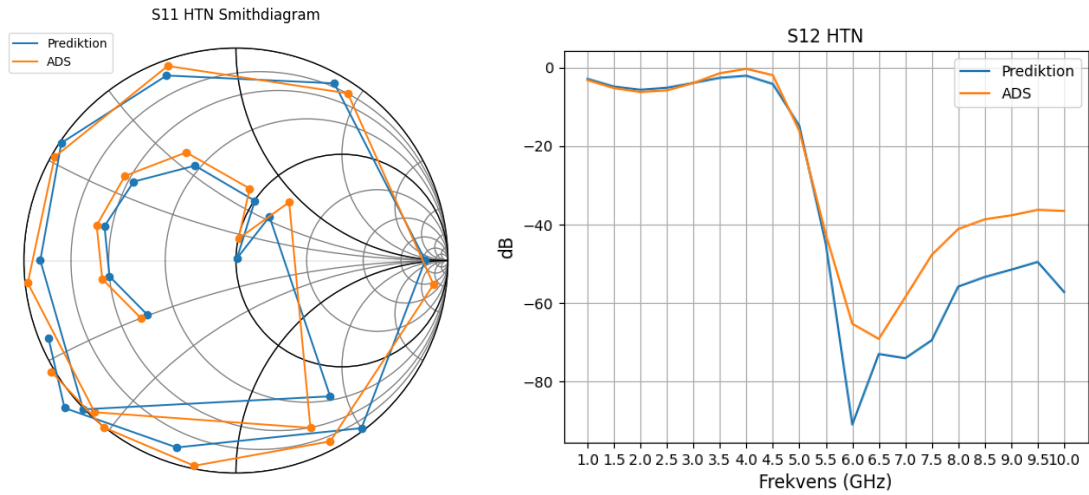 S11 HTN Smithdiagram
Prediktion
ADS
S12 HTN
Prediktion
ADS
dB
0
−20
−40
−60
−80
1.0 1.5 2.0 2.5 3.0 3.5 4.0 4.5 5.0 5.5 6.0 6.5 7.0 7.5 8.0 8.5 9.0 9.5 10.0
Frekvens (GHz)